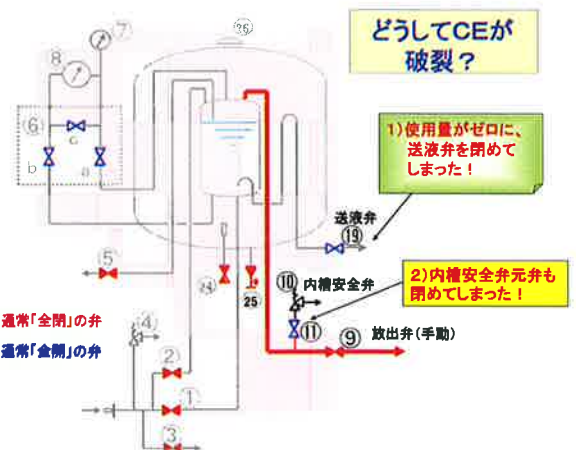 どうしてCEが
破裂？
1)使用量がゼロに、
送液弁を閉めて
しまった！
送液弁
⑲
2)内槽安全弁元弁も
閉めてしまった！
⑩
内槽安全弁
⑪
⑨
放出弁(手動)
⑦
8
⑥
c
b
a
⑤
24
25
26
④
②
①
③
通常「全閉」の弁
通常「全開」の弁